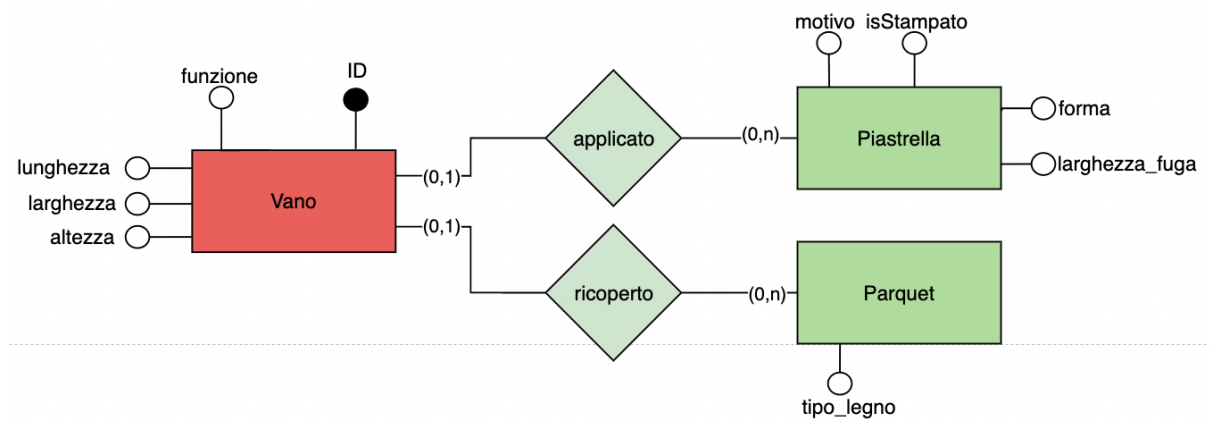 motivo isStampato
funzione
ID
lunghezza
larghezza
altezza
Vano
(0,1)
(0,1)
applicato
ricoperto
(0,n)
(0,n)
Piastrella
forma
larghezza_fuga
Parquet
tipo_legno